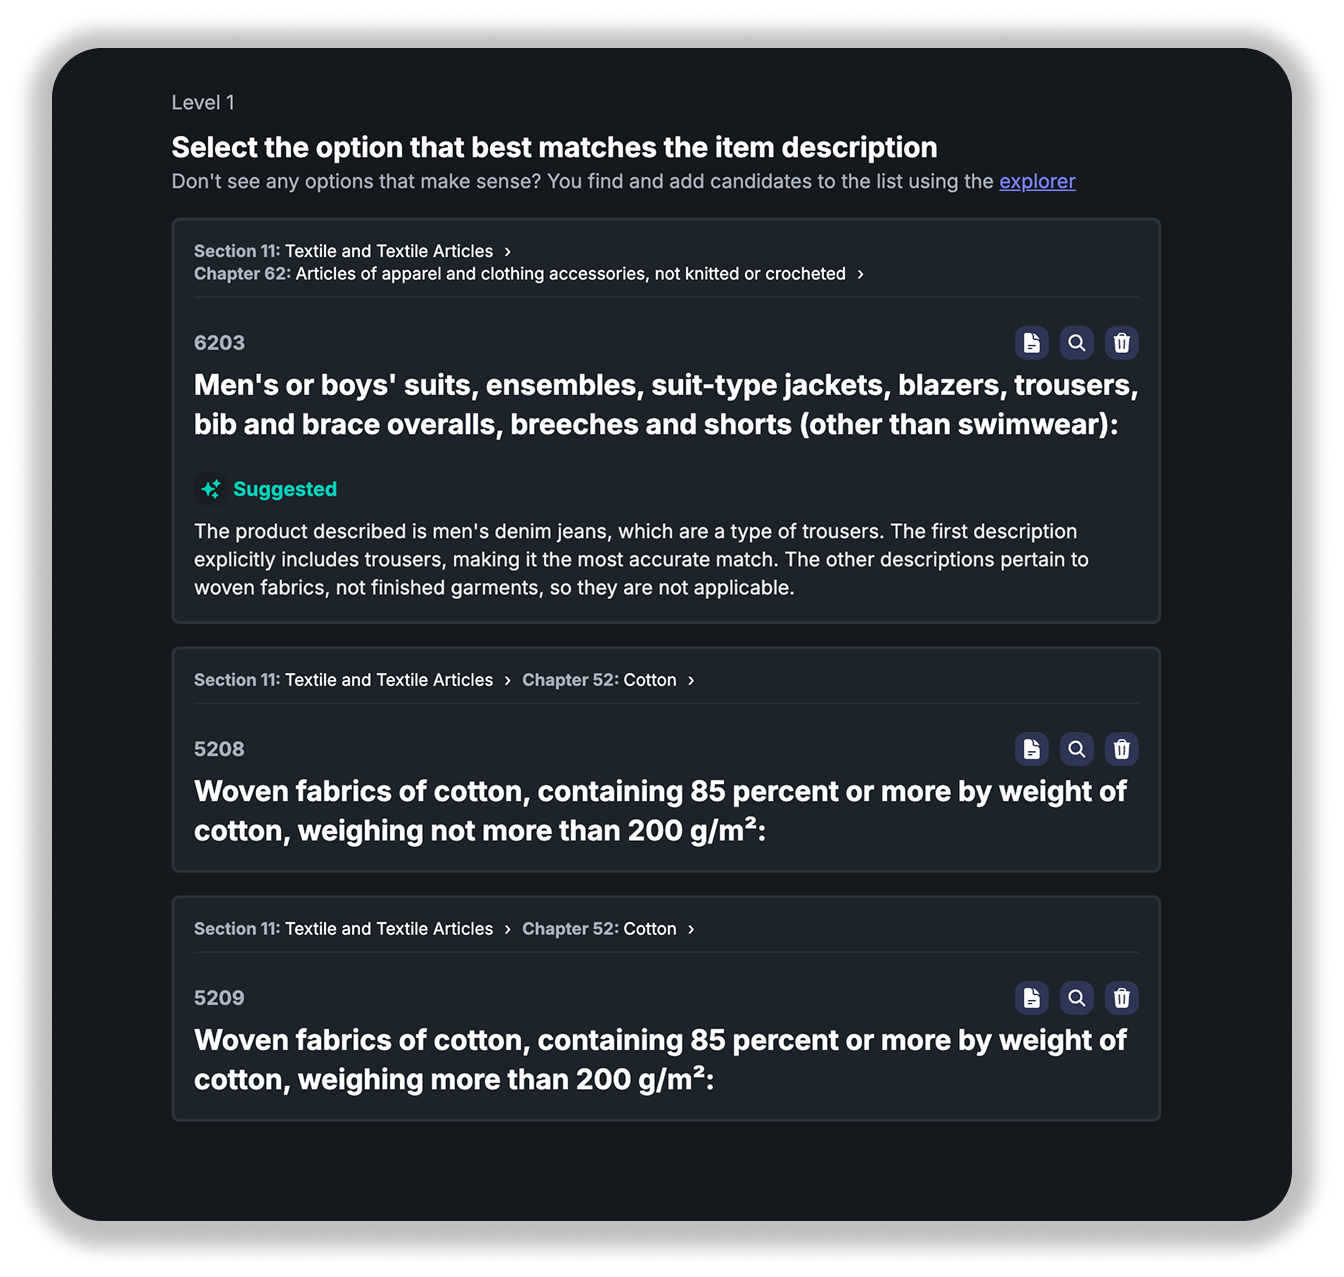 Level 1
Select the option that best matches the item description
Don't see any options that make sense? You find and add candidates to the list using the explorer
Section 11: Textile and Textile Articles ›
Chapter 62: Articles of apparel and clothing accessories, not knitted or crocheted ›
6203
Men's or boys' suits, ensembles, suit-type jackets, blazers, trousers,
bib and brace overalls, breeches and shorts (other than swimwear):
Suggested
The product described is men's denim jeans, which are a type of trousers. The first description
explicitly includes trousers, making it the most accurate match. The other descriptions pertain to
woven fabrics, not finished garments, so they are not applicable.
Section 11: Textile and Textile Articles › Chapter 52: Cotton ›
5208
Woven fabrics of cotton, containing 85 percent or more by weight of
cotton, weighing not more than 200 g/m²:
Section 11: Textile and Textile Articles › Chapter 52: Cotton ›
5209
Woven fabrics of cotton, containing 85 percent or more by weight of
cotton, weighing more than 200 g/m²: